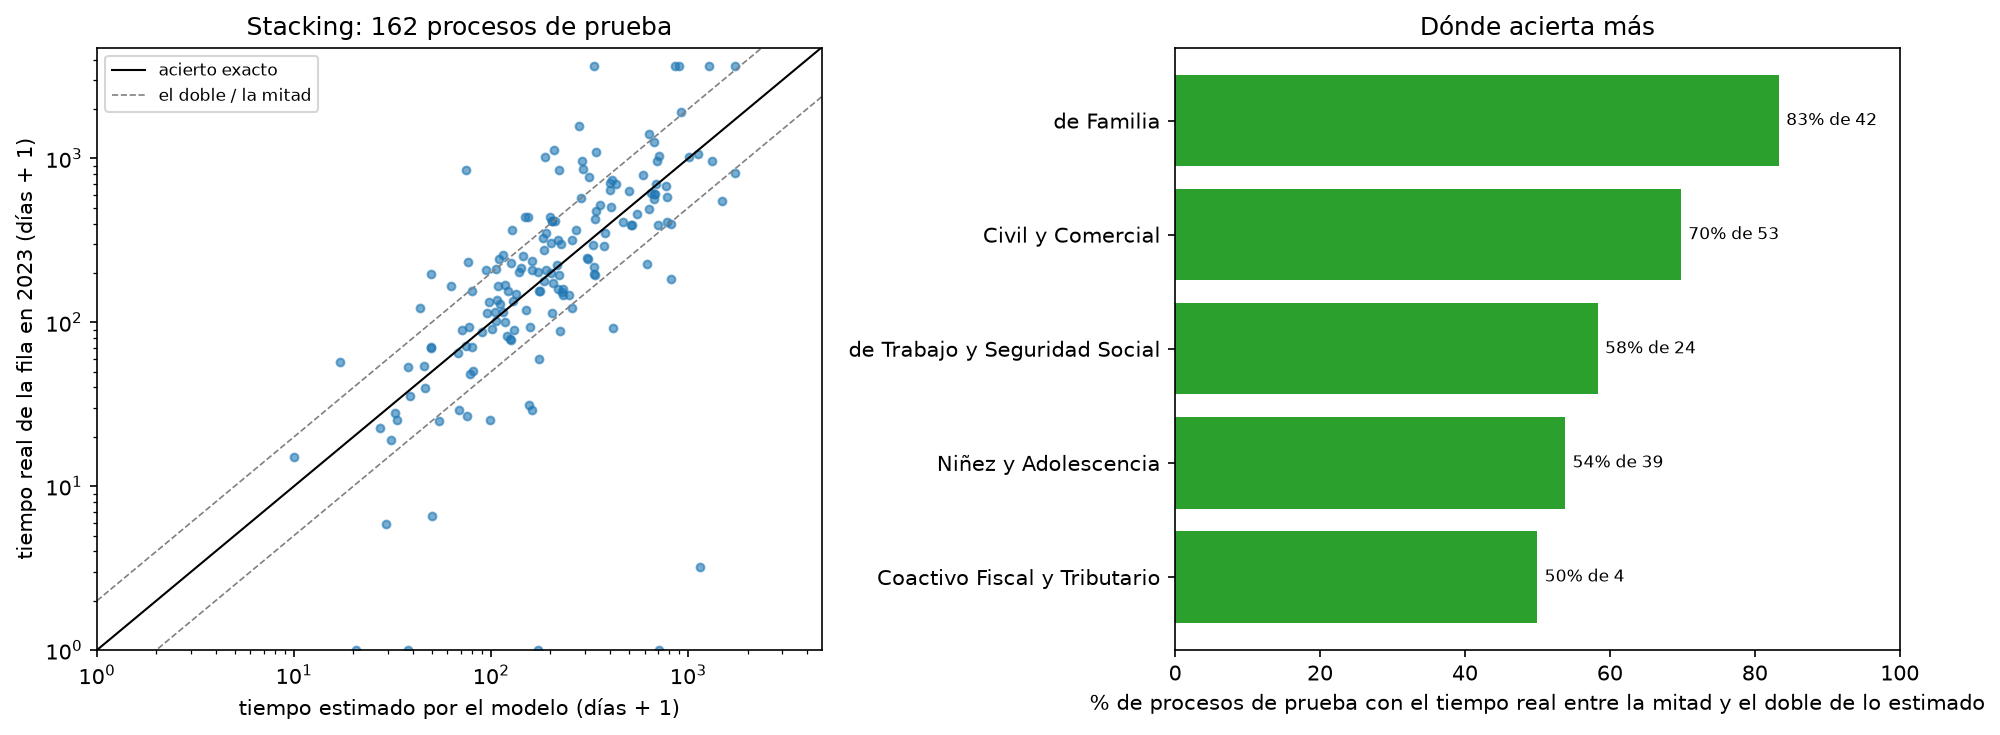 Stacking: 162 procesos de prueba
acierto exacto
el doble / la mitad
tiempo real de la fila en 2023 (días + 1)
10³
10²
10¹
10⁰
10⁰ 10¹ 10² 10³
tiempo estimado por el modelo (días + 1)
Dónde acierta más
de Familia 83% de 42
Civil y Comercial 70% de 53
de Trabajo y Seguridad Social 58% de 24
Niñez y Adolescencia 54% de 39
Coactivo Fiscal y Tributario 50% de 4
0 20 40 60 80 100
% de procesos de prueba con el tiempo real entre la mitad y el doble de lo estimado